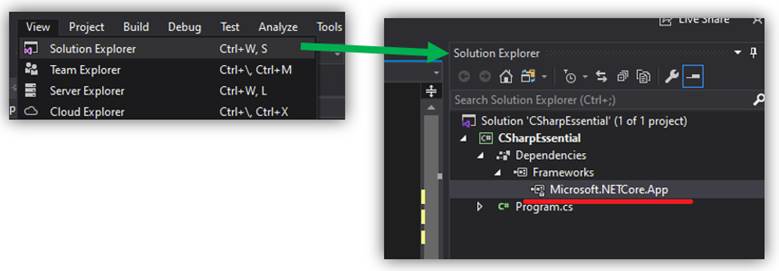 View Project Build Debug Test Analyze Tools
Solution Explorer Ctrl+W, S
Team Explorer Ctrl+\, Ctrl+M
Server Explorer Ctrl+W, L
Cloud Explorer Ctrl+\, Ctrl+X
Live Share
Solution Explorer
Search Solution Explorer (Ctrl+;)
Solution 'CSharpEssential' (1 of 1 project)
C# CSharpEssential
Dependencies
Frameworks
Microsoft.NETCore.App
C# Program.cs